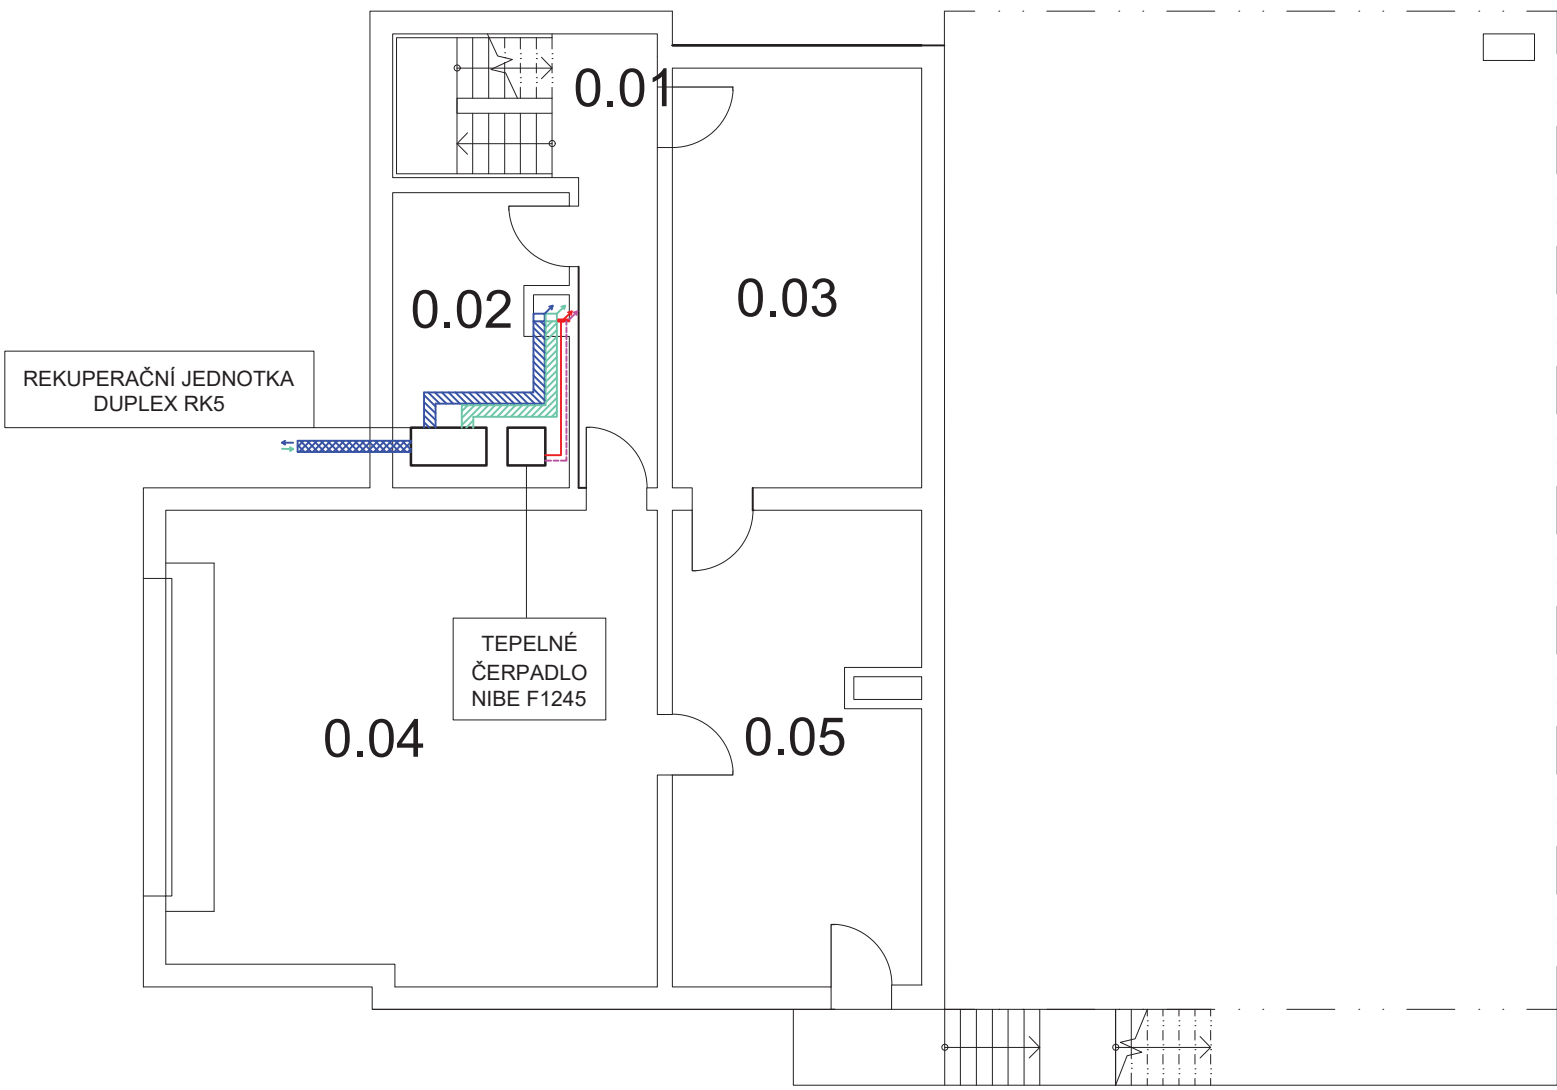 0.01
0.02
0.03
REKUPERAČNÍ JEDNOTKA
DUPLEX RK5
TEPELNÉ
ČERPADLO
NIBE F1245
0.04
0.05